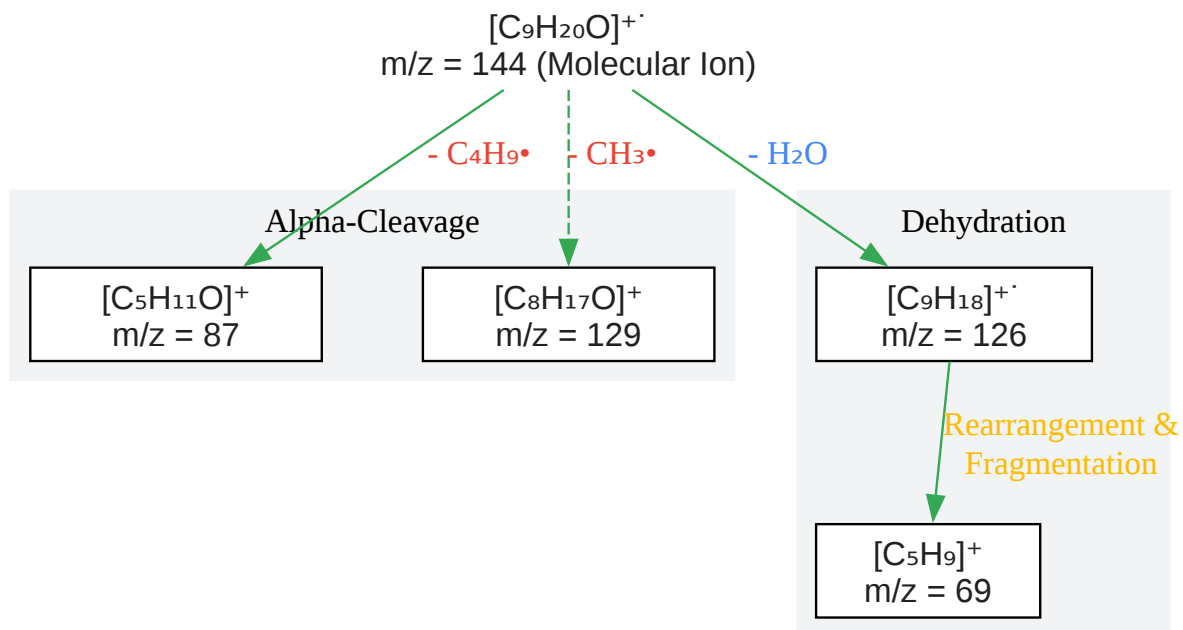 [C₉H₂₀O]⁺˙
m/z = 144 (Molecular Ion)
- C₄H₉•
- CH₃•
- H₂O
Alpha-Cleavage
Dehydration
[C₅H₁₁O]⁺
m/z = 87
[C₈H₁₇O]⁺
m/z = 129
[C₉H₁₈]⁺˙
m/z = 126
Rearrangement &
Fragmentation
[C₅H₉]⁺
m/z = 69